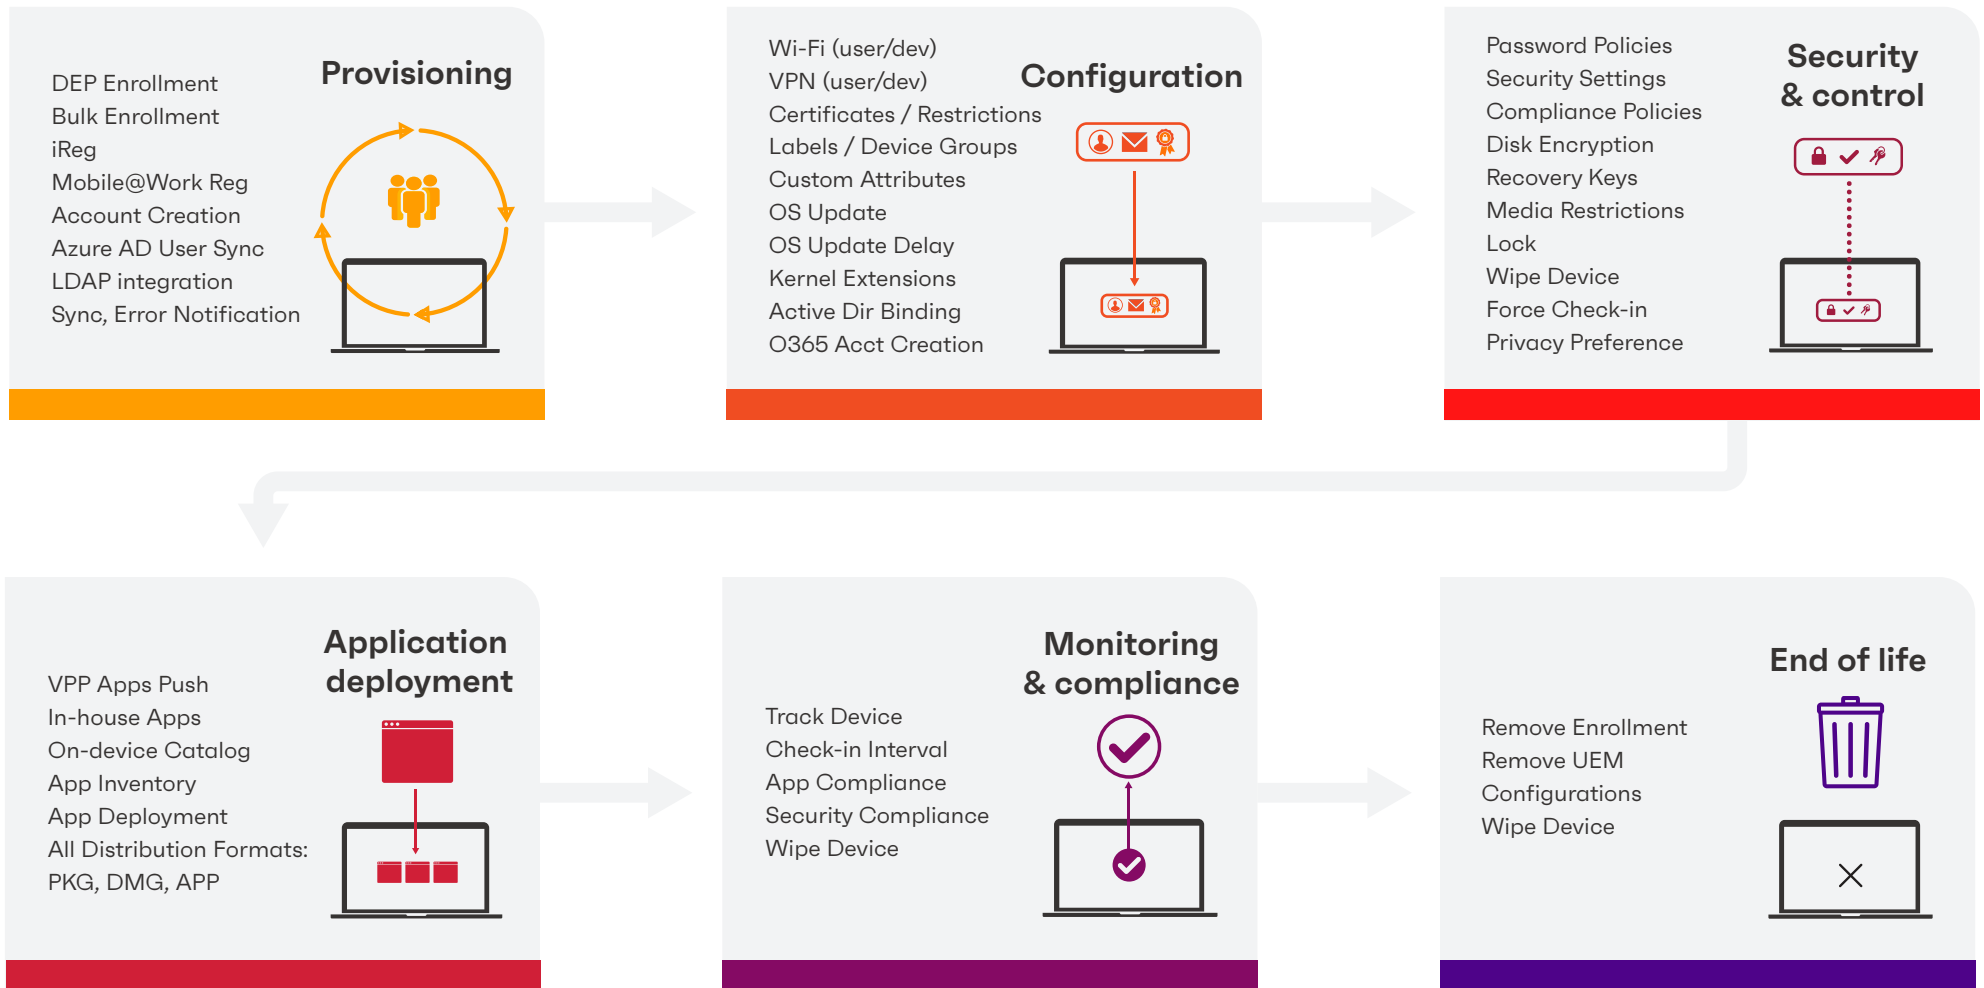 Provisioning
DEP Enrollment
Bulk Enrollment
iReg
Mobile@Work Reg
Account Creation
Azure AD User Sync
LDAP integration
Sync, Error Notification
Configuration
Wi-Fi (user/dev)
VPN (user/dev)
Certificates / Restrictions
Labels / Device Groups
Custom Attributes
OS Update
OS Update Delay
Kernel Extensions
Active Dir Binding
O365 Acct Creation
Security
& control
Password Policies
Security Settings
Compliance Policies
Disk Encryption
Recovery Keys
Media Restrictions
Lock
Wipe Device
Force Check-in
Privacy Preference
Application
deployment
VPP Apps Push
In-house Apps
On-device Catalog
App Inventory
App Deployment
All Distribution Formats:
PKG, DMG, APP
Monitoring
& compliance
Track Device
Check-in Interval
App Compliance
Security Compliance
Wipe Device
End of life
Remove Enrollment
Remove UEM
Configurations
Wipe Device